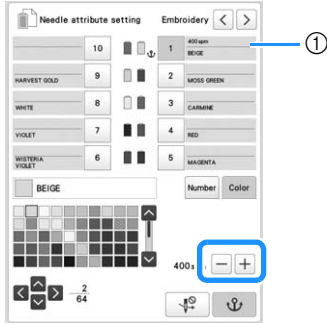 Needle attribute setting Embroidery
10 1 400 spm
BEIGE
①
HARVEST GOLD 9 2 MOSS GREEN
WHITE 8 3 CARMINE
VIOLET 7 4 RED
WISTERIA
VIOLET 6 5 MAGENTA
BEIGE Number Color
400s − +
2
64